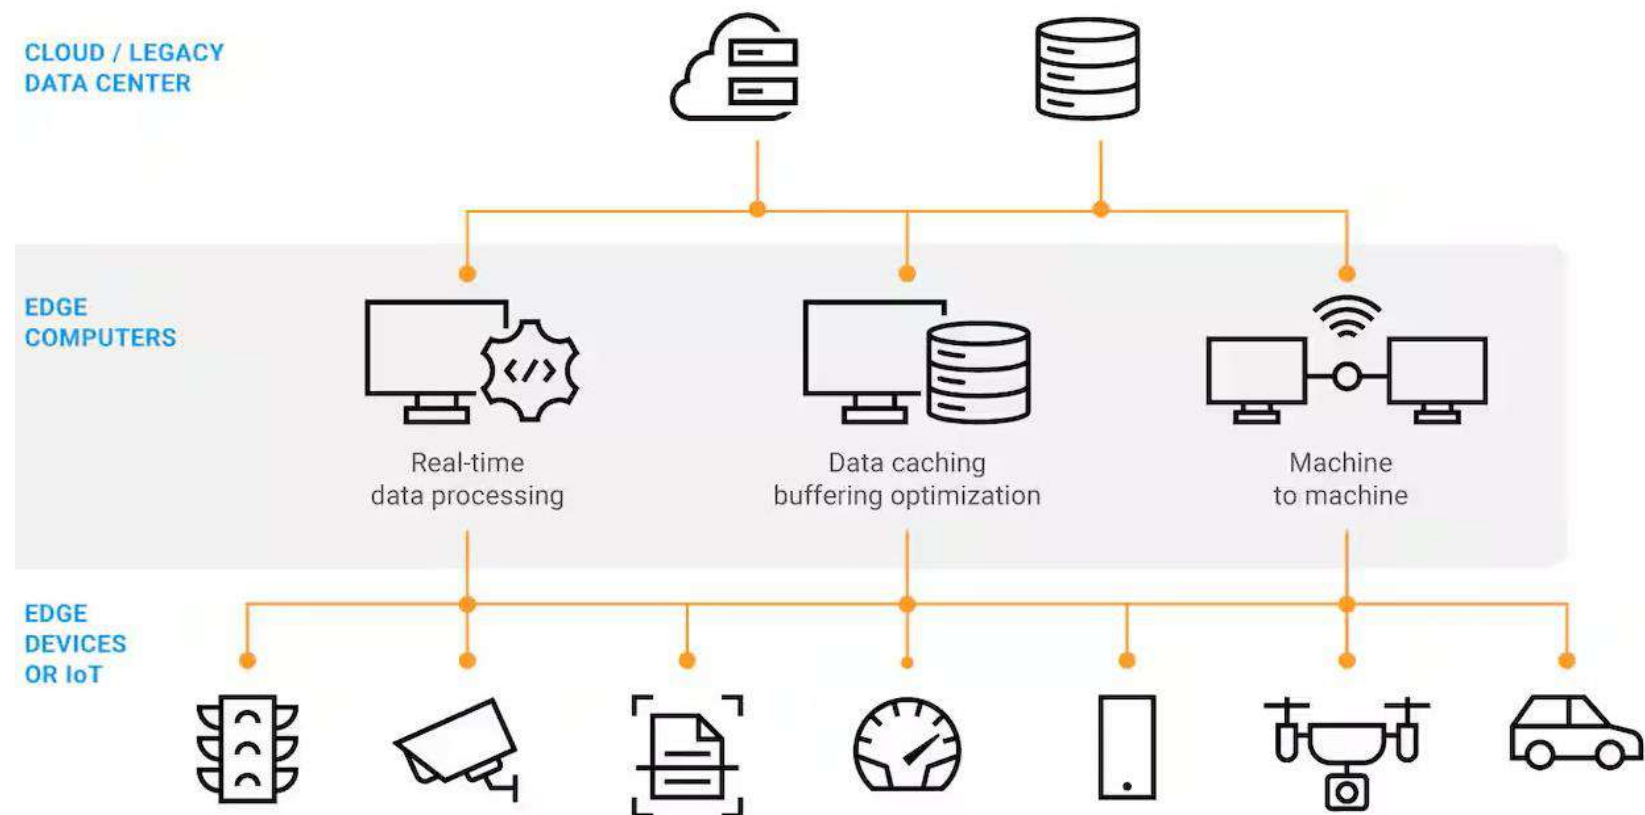 CLOUD / LEGACY
DATA CENTER
EDGE
COMPUTERS
</>
Real-time
data processing
Data caching
buffering optimization
Machine
to machine
EDGE
DEVICES
OR IoT